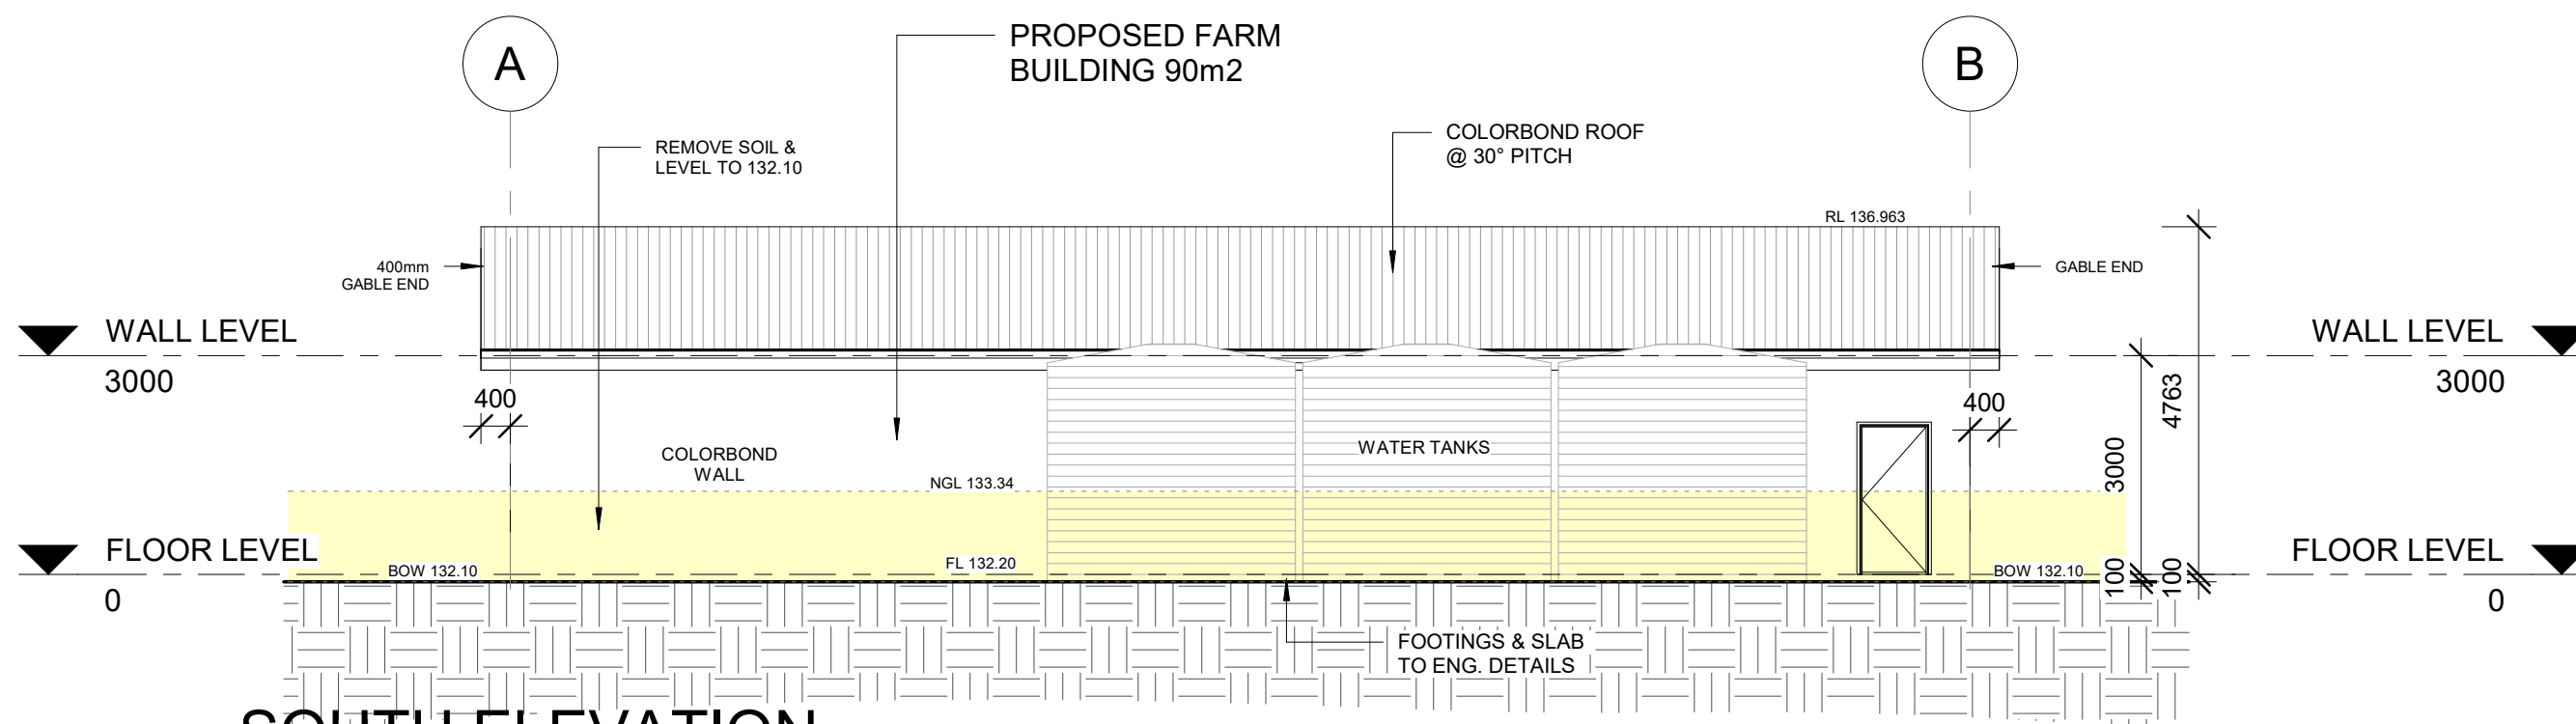 A
B
PROPOSED FARM
BUILDING 90m2
REMOVE SOIL &
LEVEL TO 132.10
COLORBOND ROOF
@ 30° PITCH
RL 136.963
400mm
GABLE END
GABLE END
WALL LEVEL
3000
WALL LEVEL
3000
400
400
4763
3000
COLORBOND
WALL
WATER TANKS
NGL 133.34
FLOOR LEVEL
0
BOW 132.10
FL 132.20
BOW 132.10
100
100
FLOOR LEVEL
0
FOOTINGS & SLAB
TO ENG. DETAILS
SOUTH ELEVATION